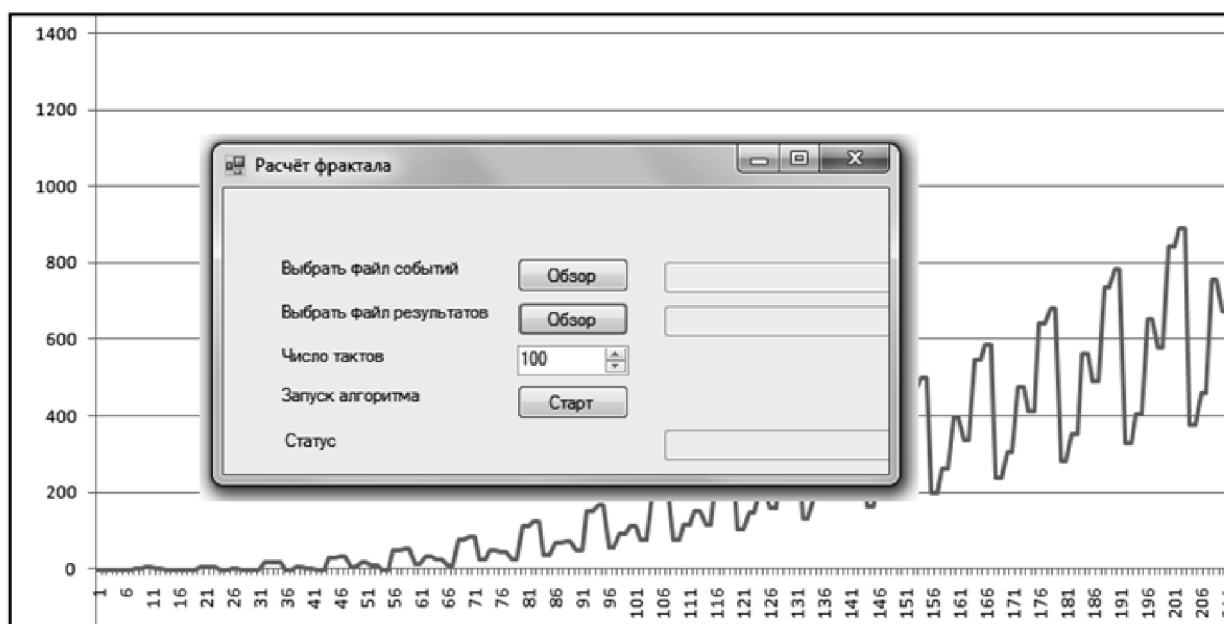 1400
1200
1000
800
600
400
200
0
Расчёт фрактала
Выбрать файл событий Обзор
Выбрать файл результатов Обзор
Число тактов 100
Запуск алгоритма Старт
Статус
1 6 11 16 21 26 31 36 41 46 51 56 61 66 71 76 81 86 91 96 101 106 111 116 121 126 131 136 141 146 151 156 161 166 171 176 181 186 191 196 201 206